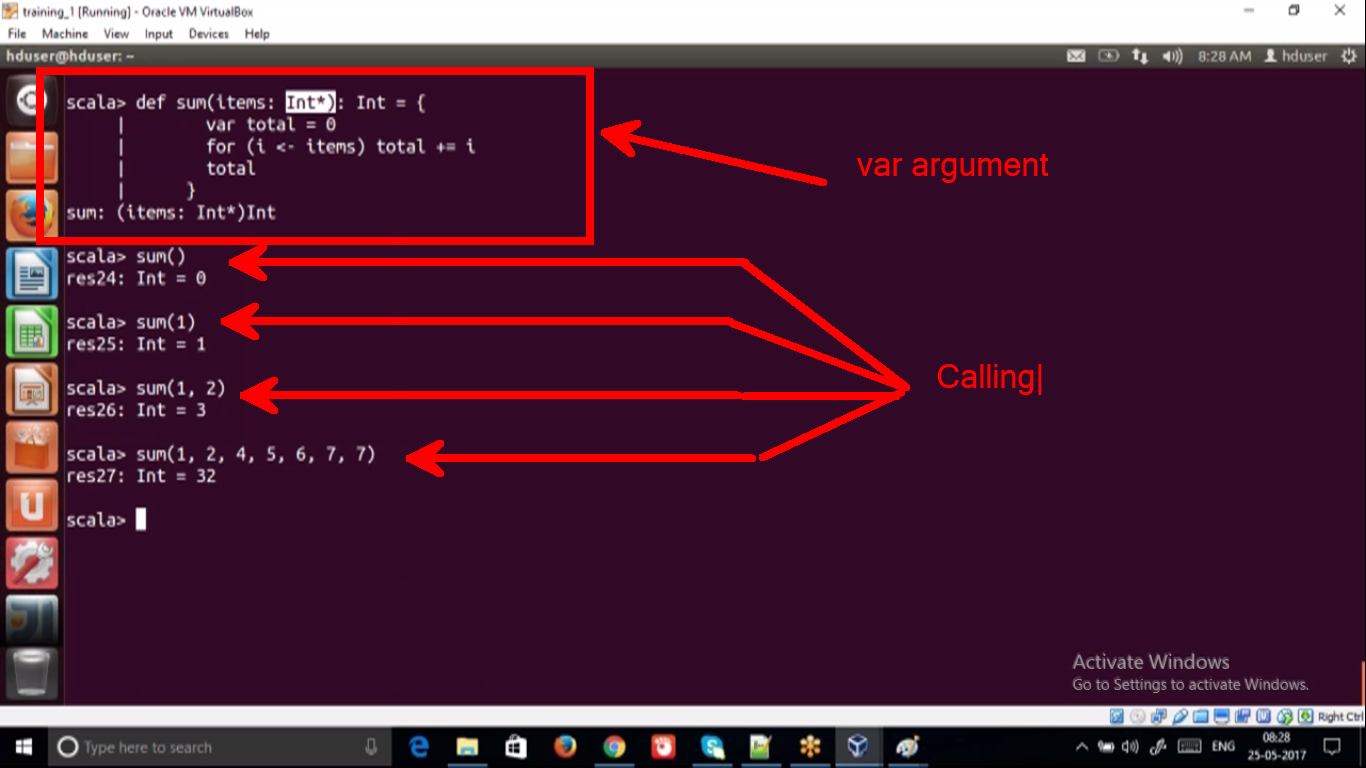 training_1 [Running] - Oracle VM VirtualBox
File Machine View Input Devices Help
hduser@hduser: ~
8:28 AM hduser
scala> def sum(items: Int*): Int = {
| var total = 0
| for (i <- items) total += i
| total
| }
sum: (items: Int*)Int
var argument
scala> sum()
res24: Int = 0
scala> sum(1)
res25: Int = 1
scala> sum(1, 2)
res26: Int = 3
Calling|
scala> sum(1, 2, 4, 5, 6, 7, 7)
res27: Int = 32
scala>
Activate Windows
Go to Settings to activate Windows.
Right Ctrl
Type here to search
ENG
08:28
25-05-2017